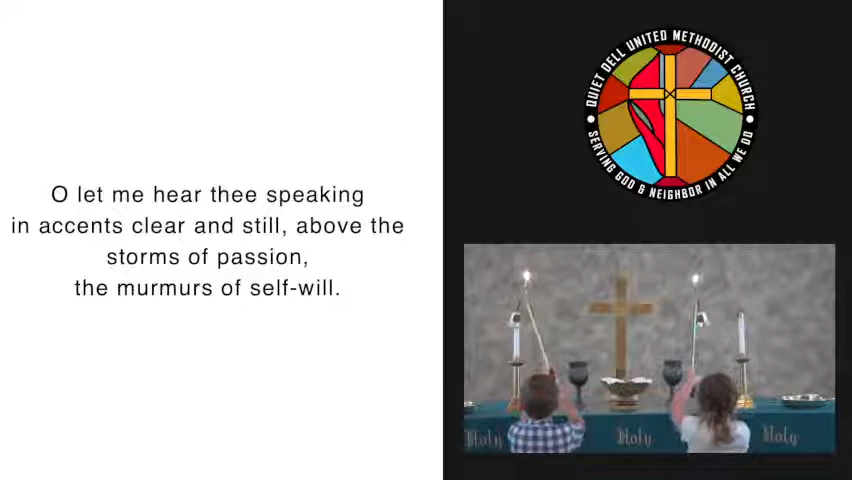 O let me hear thee speaking
in accents clear and still, above the
storms of passion,
the murmurs of self-will.
QUIET DELL UNITED METHODIST CHURCH
SERVING GOD & NEIGHBOR IN ALL WE DO
Holy Holy Holy